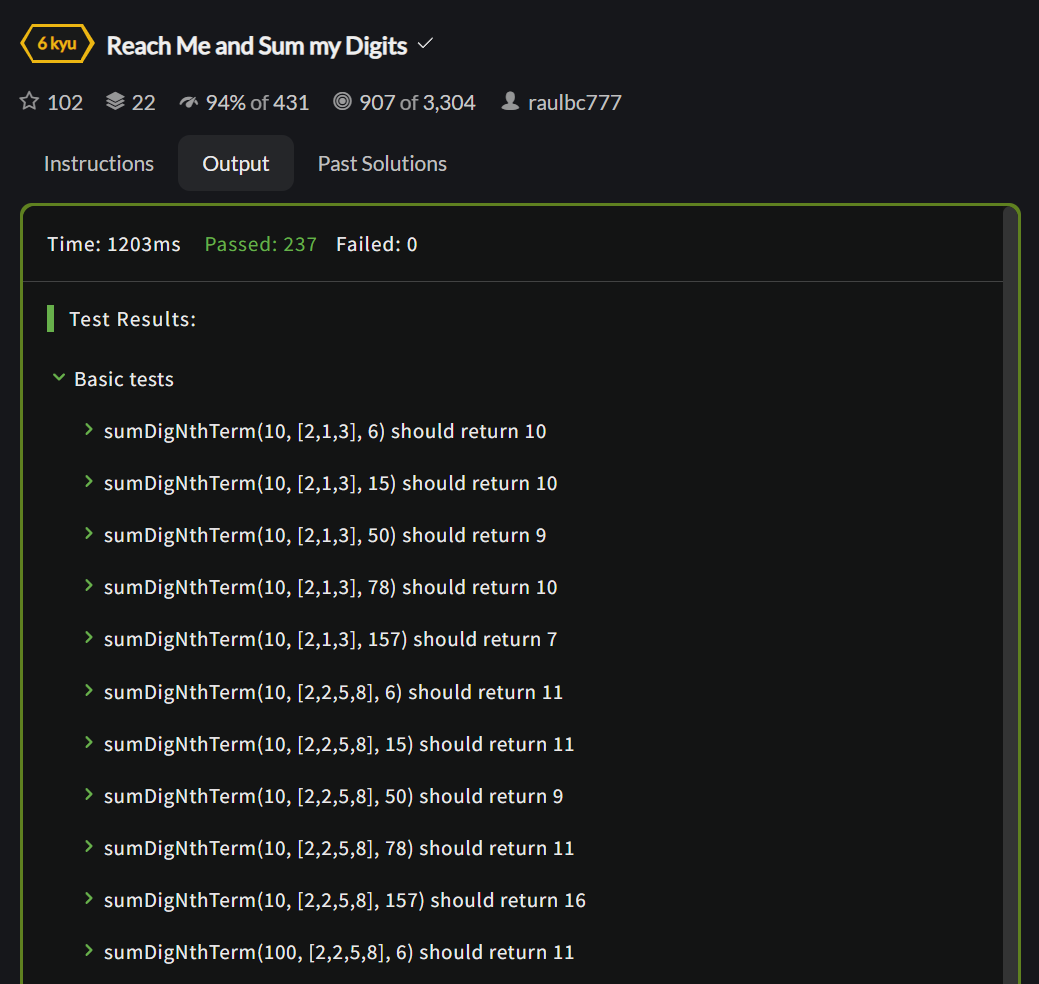 6 kyu Reach Me and Sum my Digits
102 22 94% of 431 907 of 3,304 raulbc777
Instructions Output Past Solutions
Time: 1203ms Passed: 237 Failed: 0
Test Results:
Basic tests
sumDigNthTerm(10, [2,1,3], 6) should return 10
sumDigNthTerm(10, [2,1,3], 15) should return 10
sumDigNthTerm(10, [2,1,3], 50) should return 9
sumDigNthTerm(10, [2,1,3], 78) should return 10
sumDigNthTerm(10, [2,1,3], 157) should return 7
sumDigNthTerm(10, [2,2,5,8], 6) should return 11
sumDigNthTerm(10, [2,2,5,8], 15) should return 11
sumDigNthTerm(10, [2,2,5,8], 50) should return 9
sumDigNthTerm(10, [2,2,5,8], 78) should return 11
sumDigNthTerm(10, [2,2,5,8], 157) should return 16
sumDigNthTerm(100, [2,2,5,8], 6) should return 11